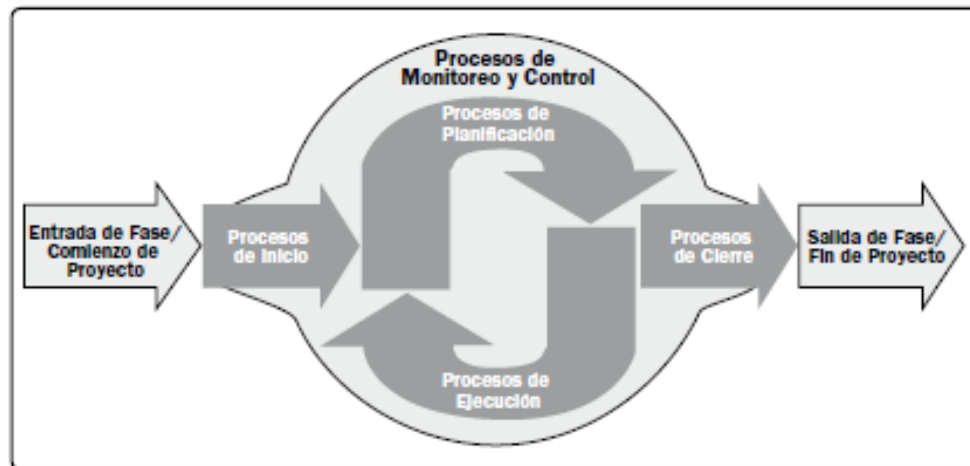 Procesos de
Monitoreo y Control
Procesos de
Planificación
Entrada de Fase/
Comienzo de
Proyecto
Procesos
de Inicio
Procesos
de Cierre
Salida de Fase/
Fin de Proyecto
Procesos de
Ejecución